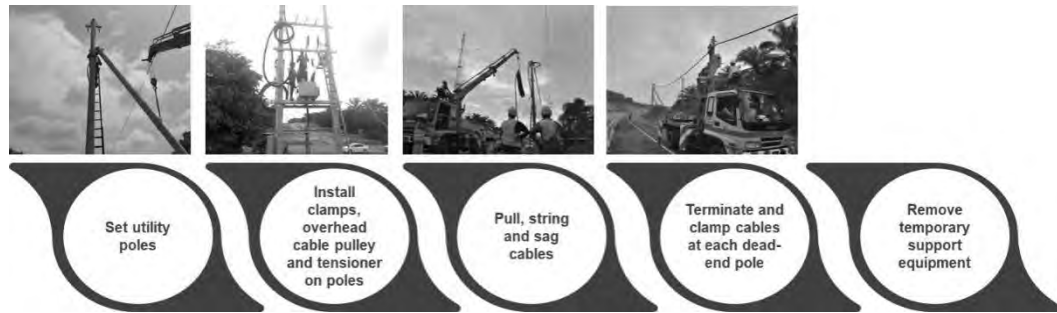 Set utility
poles
Install
clamps,
overhead
cable pulley
and tensioner
on poles
Pull, string
and sag
cables
Terminate and
clamp cables
at each dead-
end pole
Remove
temporary
support
equipment